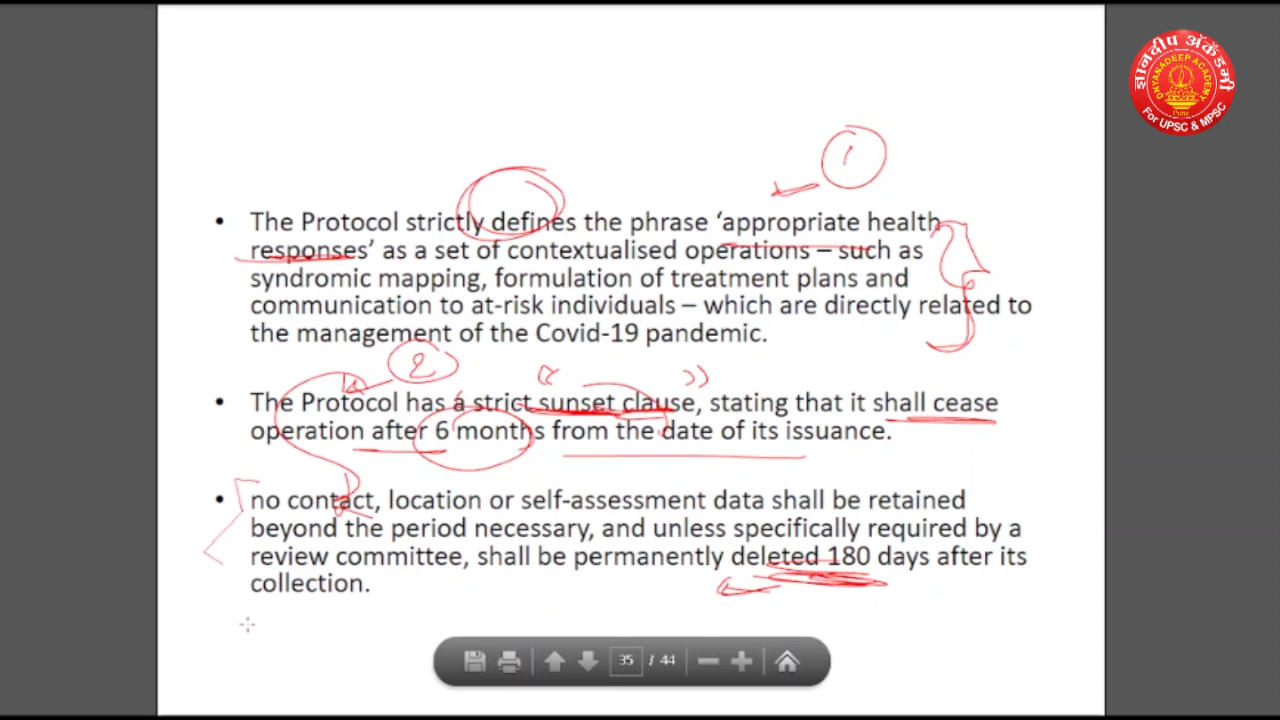 ज्ञानदीप अॅकॅडमी
DNYANADEEP ACADEMY
Pune
For UPSC & MPSC
1
• The Protocol strictly defines the phrase ‘appropriate health
responses’ as a set of contextualised operations – such as
syndromic mapping, formulation of treatment plans and
communication to at-risk individuals – which are directly related to
the management of the Covid-19 pandemic.
2
• The Protocol has a strict sunset clause, stating that it shall cease
operation after 6 months from the date of its issuance.
• no contact, location or self-assessment data shall be retained
beyond the period necessary, and unless specifically required by a
review committee, shall be permanently deleted 180 days after its
collection.
35 / 44